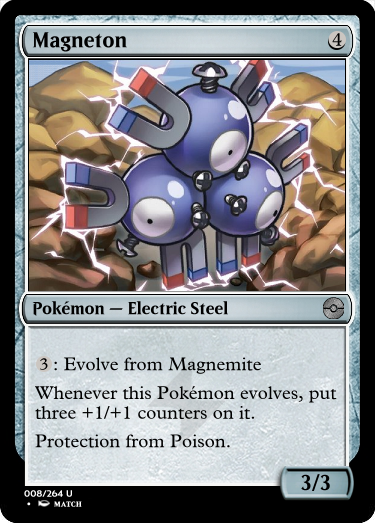 Magneton 4
Pokémon — Electric Steel
3: Evolve from Magnemite
Whenever this Pokémon evolves, put
three +1/+1 counters on it.
Protection from Poison.
3/3
008/264 U
• MATCH